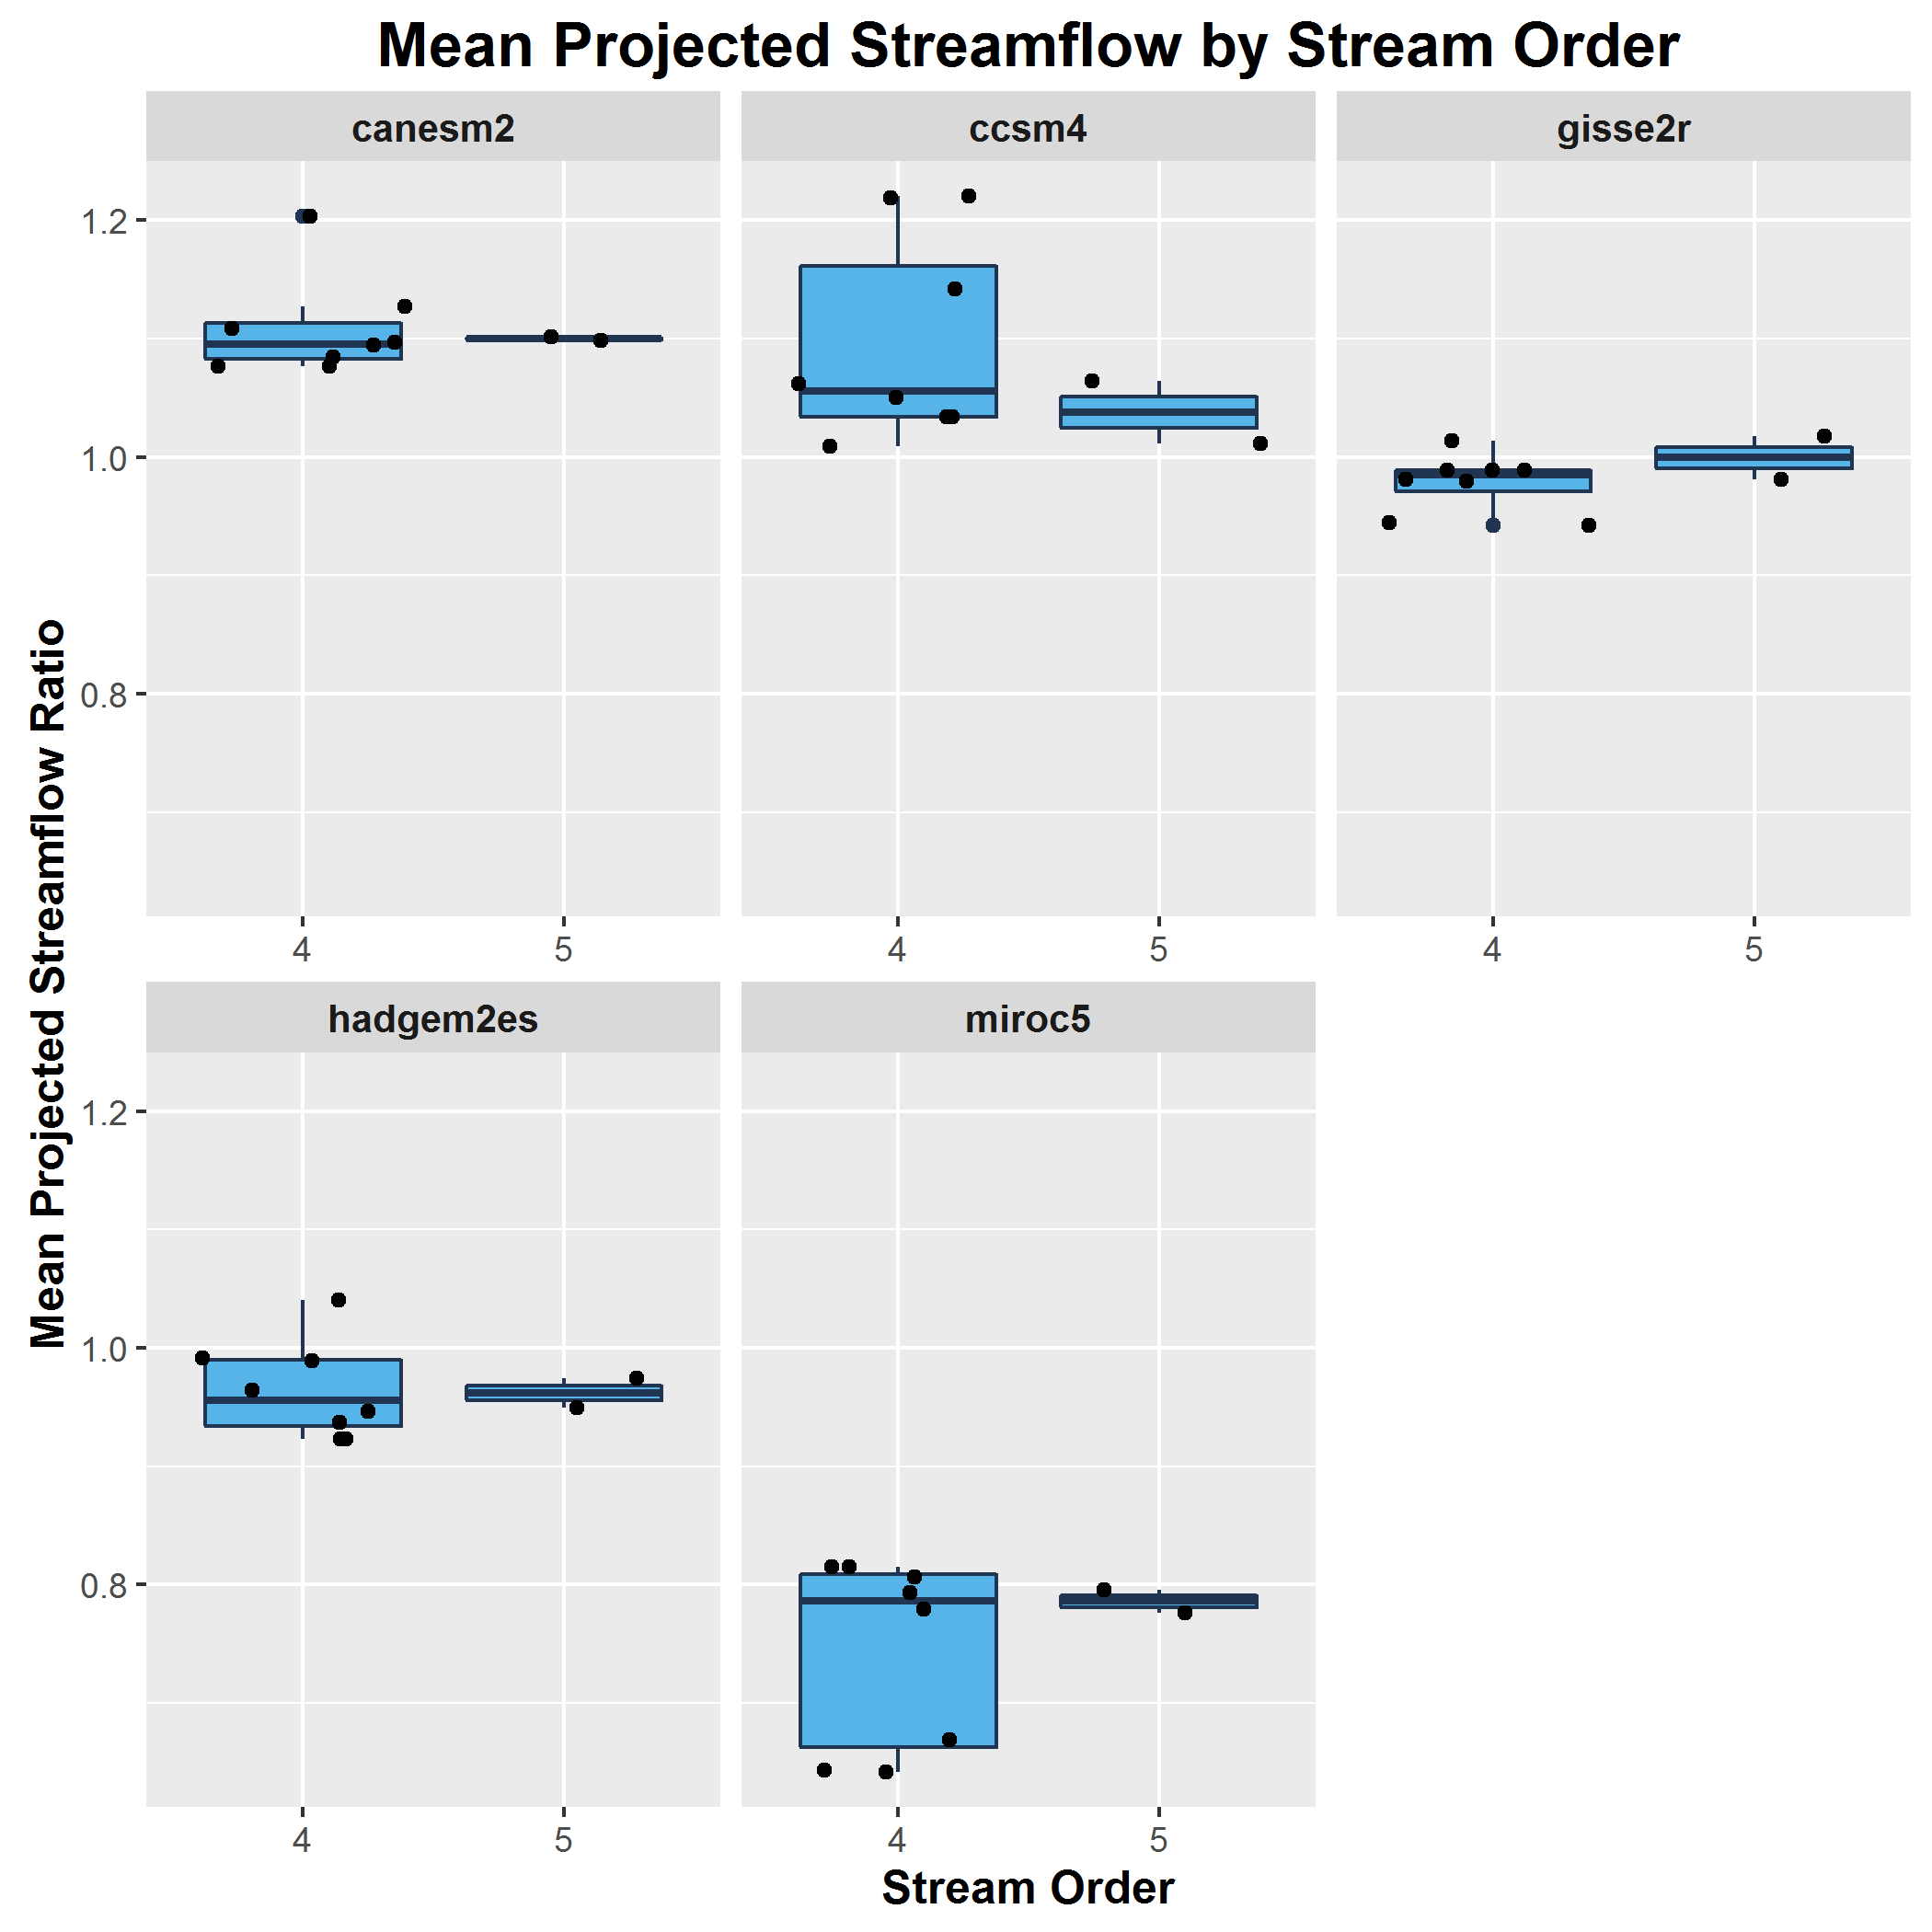 Mean Projected Streamflow by Stream Order
canesm2 ccsm4 gisse2r
1.2
1.0
0.8
4 5 4 5 4 5
Mean Projected Streamflow Ratio
hadgem2es miroc5
1.2
1.0
0.8
4 5 4 5
Stream Order